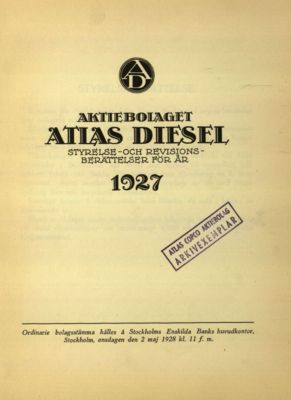 AD
AKTIEBOLAGET
ATLAS DIESEL
STYRELSE-OCH REVISIONS-
BERÄTTELSER FÖR ÅR
1927
ATLAS COPCO AKTIEBOLAG
ARKIVEXEMPLAR
Ordinarie bolagsstämma hålles å Stockholms Enskilda Banks huvudkontor,
Stockholm, onsdagen den 2 maj 1928 kl. 11 f. m.